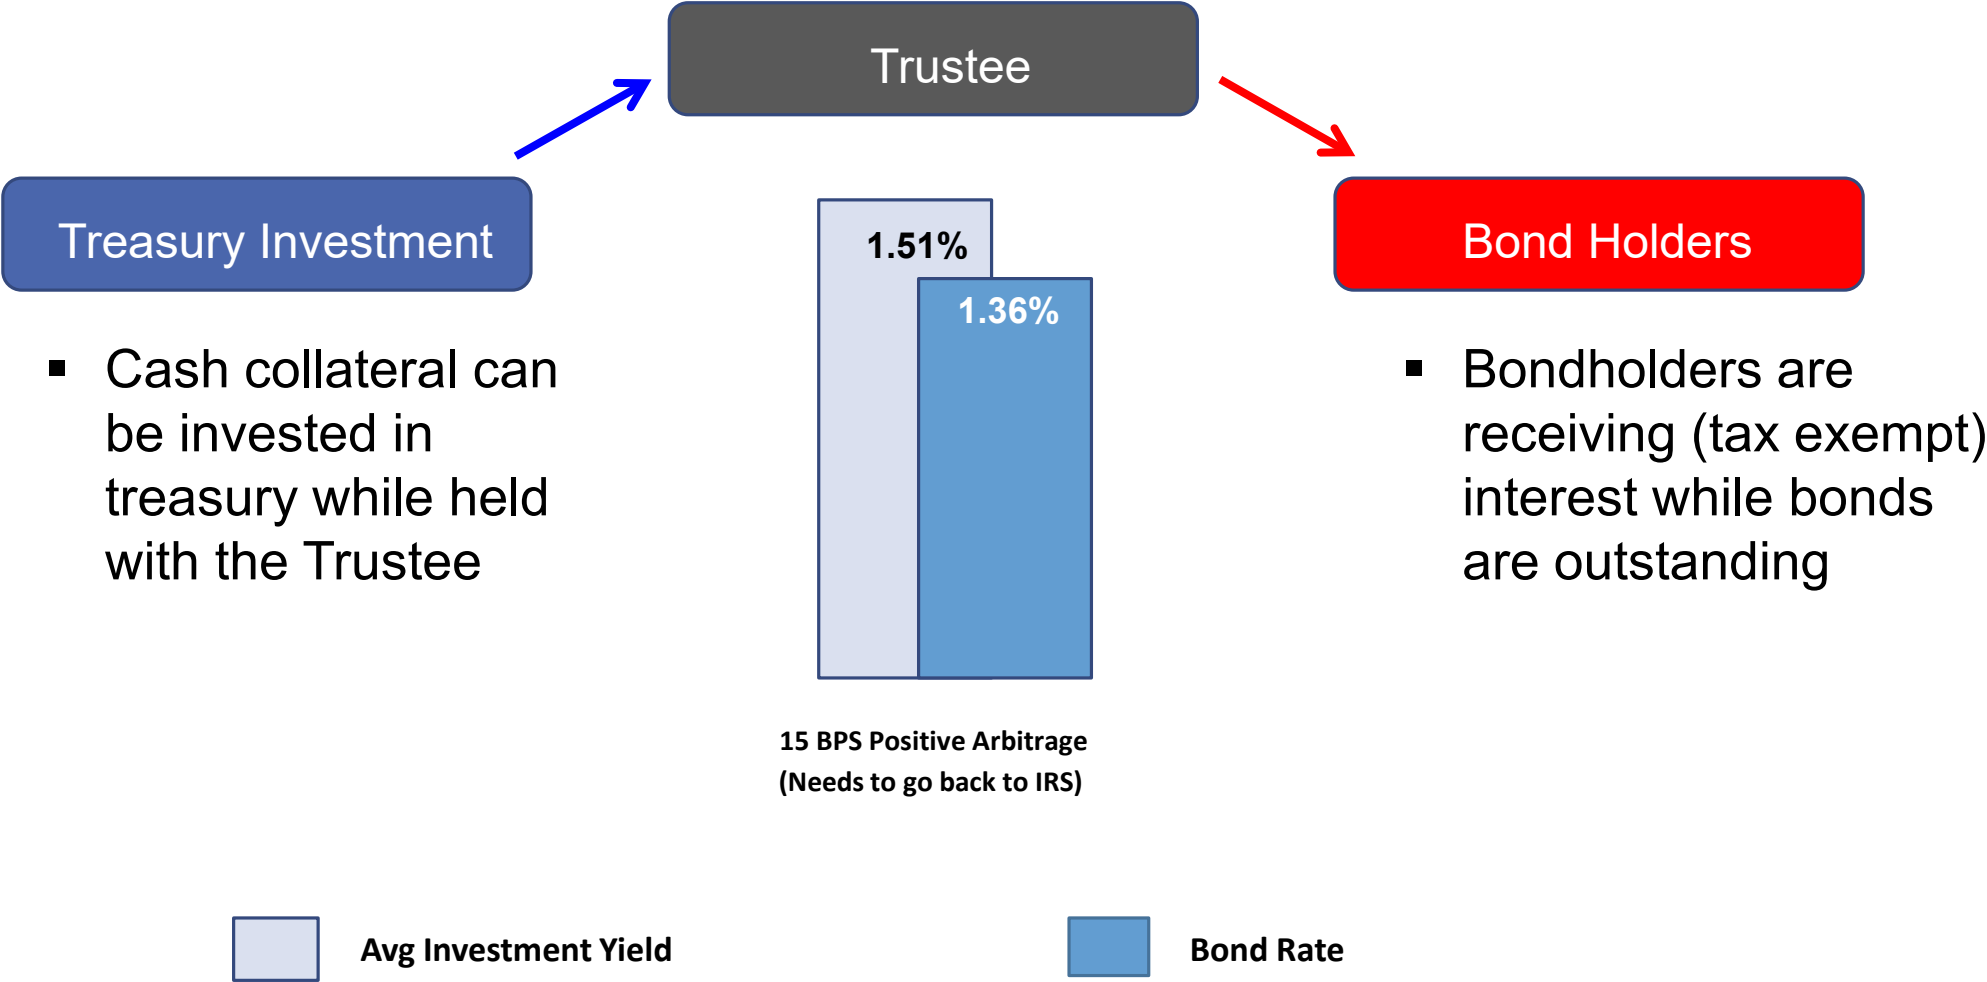 Trustee
Treasury Investment
Bond Holders
1.51%
1.36%
▪ Cash collateral can
be invested in
treasury while held
with the Trustee
▪ Bondholders are
receiving (tax exempt)
interest while bonds
are outstanding
15 BPS Positive Arbitrage
(Needs to go back to IRS)
Avg Investment Yield
Bond Rate